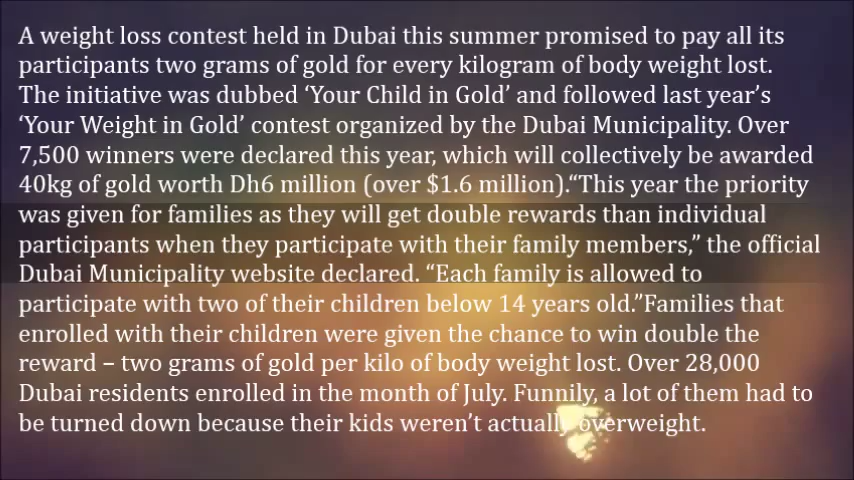 A weight loss contest held in Dubai this summer promised to pay all its
participants two grams of gold for every kilogram of body weight lost.
The initiative was dubbed ‘Your Child in Gold’ and followed last year’s
‘Your Weight in Gold’ contest organized by the Dubai Municipality. Over
7,500 winners were declared this year, which will collectively be awarded
40kg of gold worth Dh6 million (over $1.6 million).“This year the priority
was given for families as they will get double rewards than individual
participants when they participate with their family members,” the official
Dubai Municipality website declared. “Each family is allowed to
participate with two of their children below 14 years old.”Families that
enrolled with their children were given the chance to win double the
reward – two grams of gold per kilo of body weight lost. Over 28,000
Dubai residents enrolled in the month of July. Funnily, a lot of them had to
be turned down because their kids weren’t actually overweight.